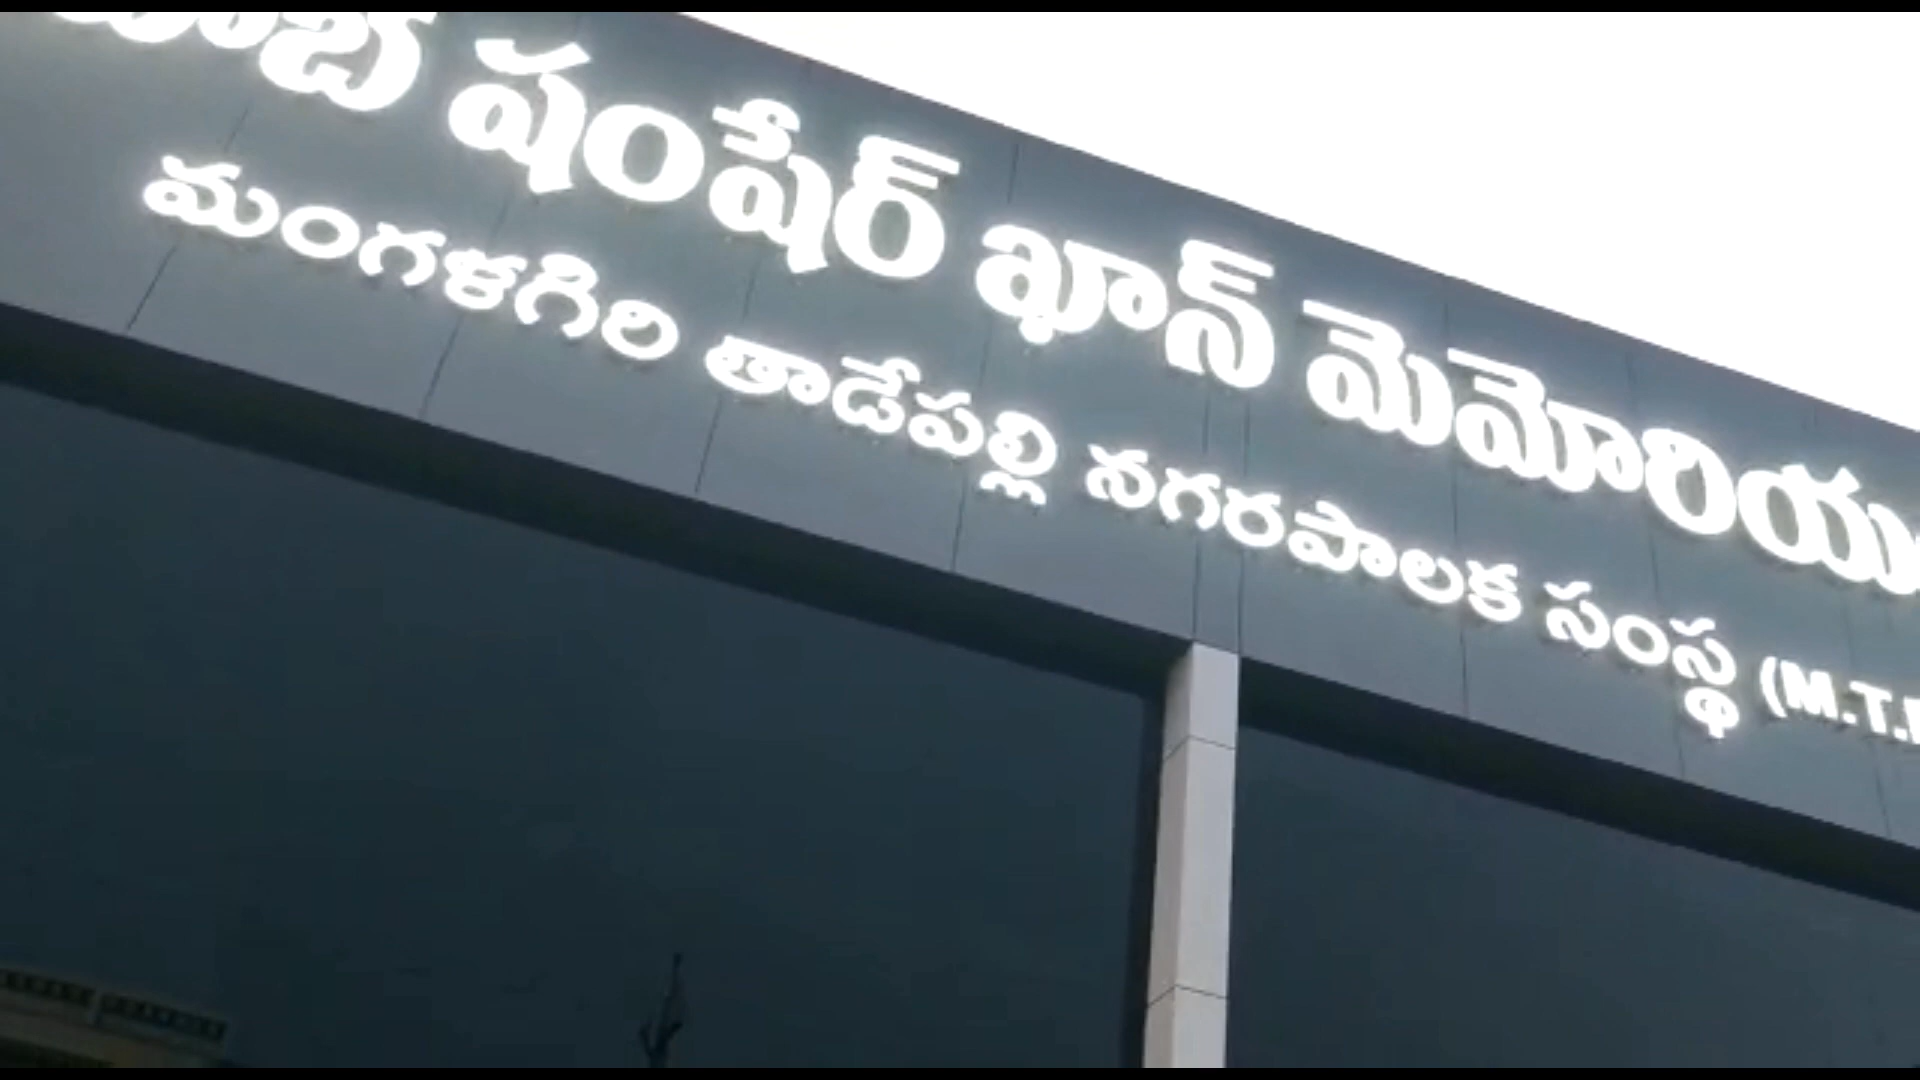 షంషేర్ ఖాన్ మెమోరియ
మంగళగిరి తాడేపల్లి నగరపాలక సంస్థ (M.T.